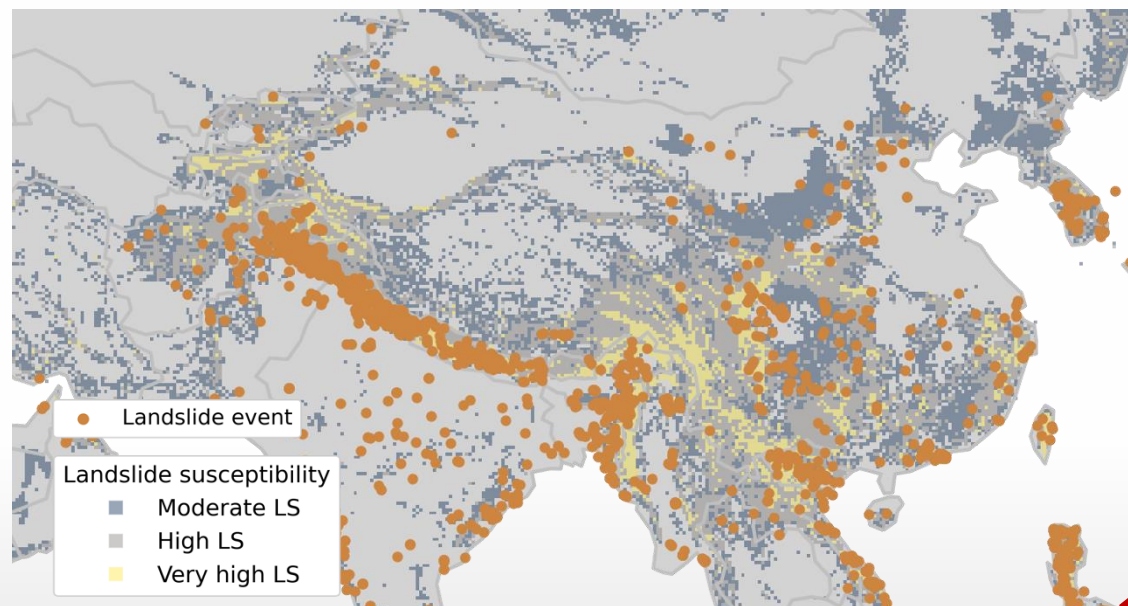 Landslide event
Landslide susceptibility
Moderate LS
High LS
Very high LS